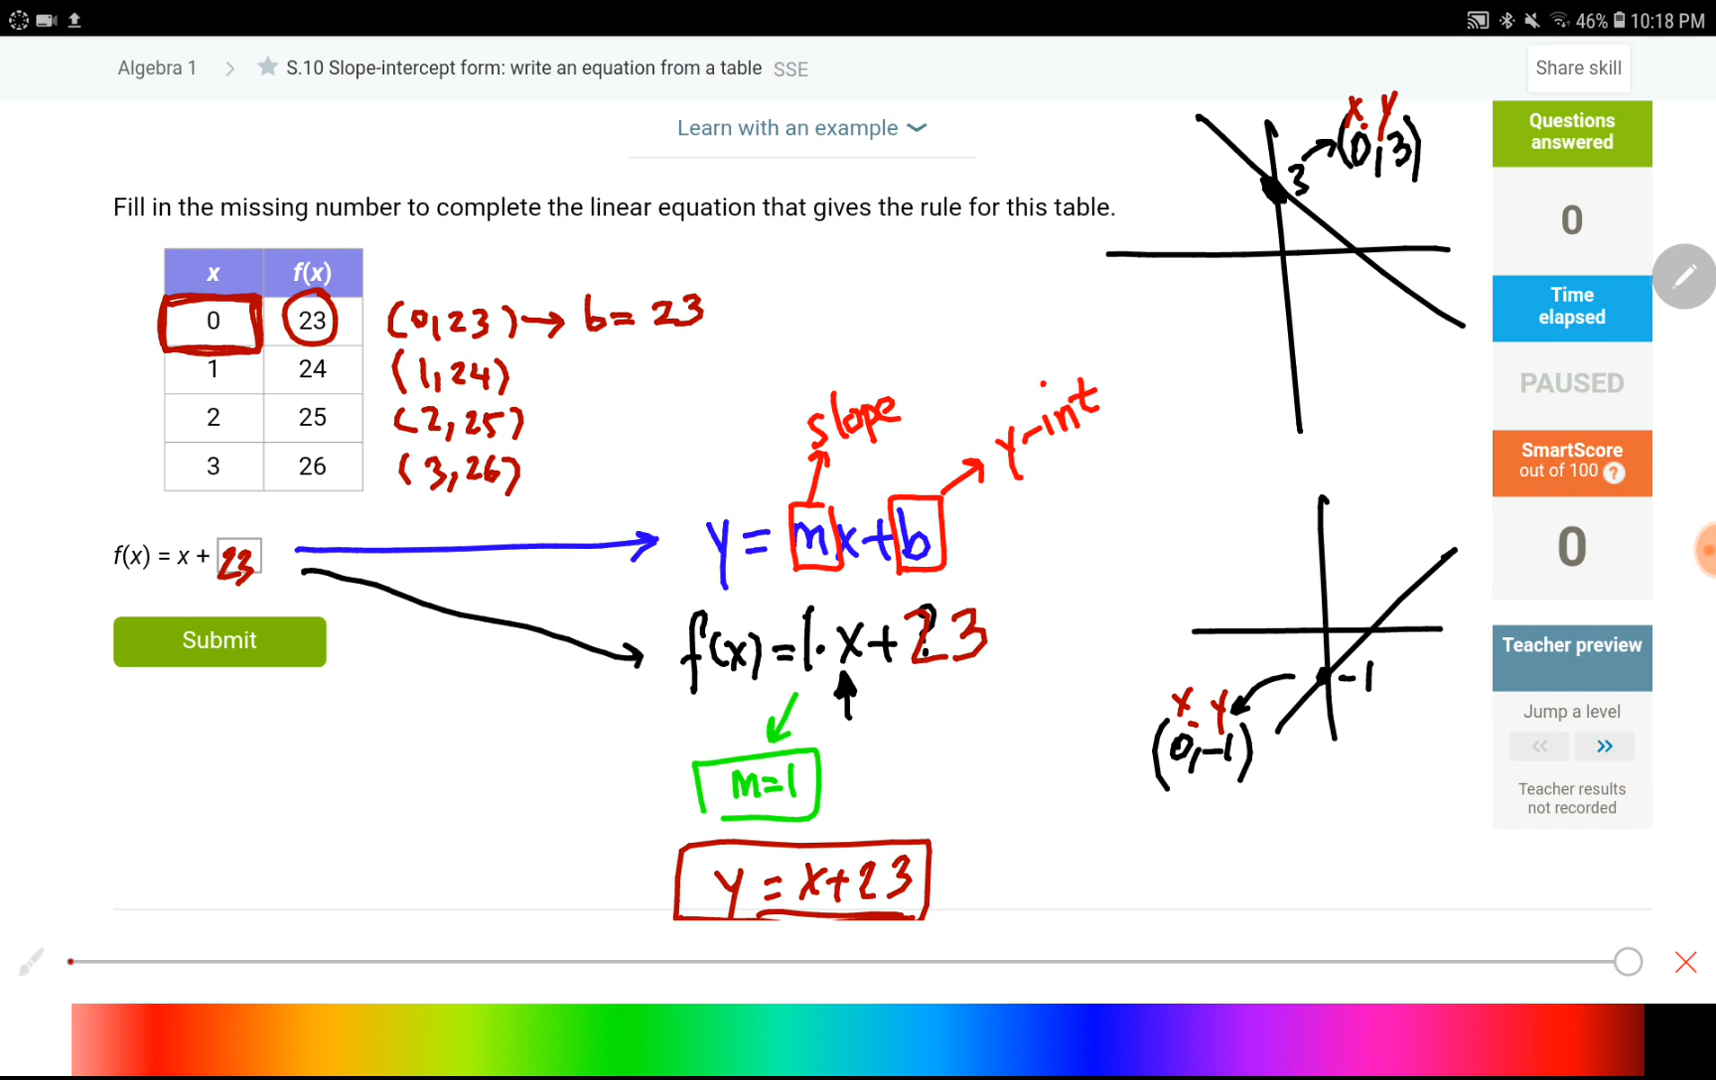 46% 10:18 PM
Algebra 1 > S.10 Slope-intercept form: write an equation from a table SSE
Share skill
Learn with an example
Fill in the missing number to complete the linear equation that gives the rule for this table.
x f(x)
0 23 (0,23) → b = 23
1 24 (1,24)
2 25 (2,25)
3 26 (3,26)
f(x) = x + 23
Submit
slope
y-int
y = mx+b
f(x) = 1·x+ ? 23
m=1
y = x+23
x y
3 → (0,3)
-1
x y
(0,-1)
Questions
answered
0
Time
elapsed
PAUSED
SmartScore
out of 100 ?
0
Teacher preview
Jump a level
<< >>
Teacher results
not recorded